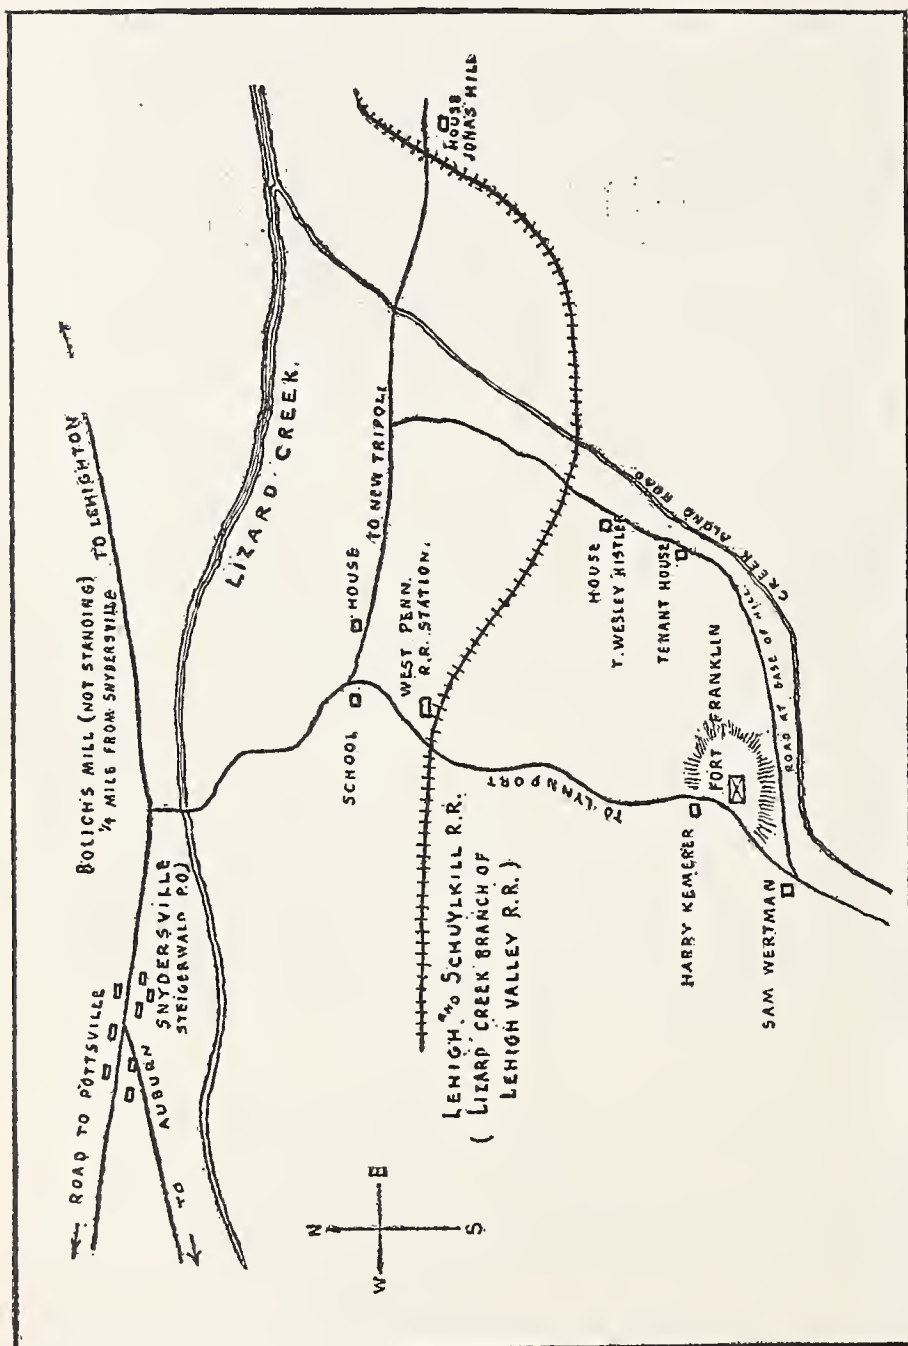 BOLICH'S MILL (NOT STANDING)
¼ MILE FROM SNYDERSVILLE
TO LEHIGHTON
← ROAD TO POTTSVILLE
SNYDERSVILLE
STEIGERWALD P.O)
TO AUBURN
LIZARD CREEK.
HOUSE
JONAS HILL
HOUSE
TO NEW TRIPOLI
SCHOOL
WEST PENN.
R.R. STATION.
LEHIGH AND SCHUYLKILL R.R.
( LIZARD CREEK BRANCH OF
LEHIGH VALLEY R.R. )
TO LYNNPORT
HOUSE
T. WESLEY HISTLER
TENANT HOUSE
CREEK ALONG ROAD
ROAD AT BASE OF HILL
FORT FRANKLIN
HARRY KEMERER
SAM WERTMAN
N
W E
S